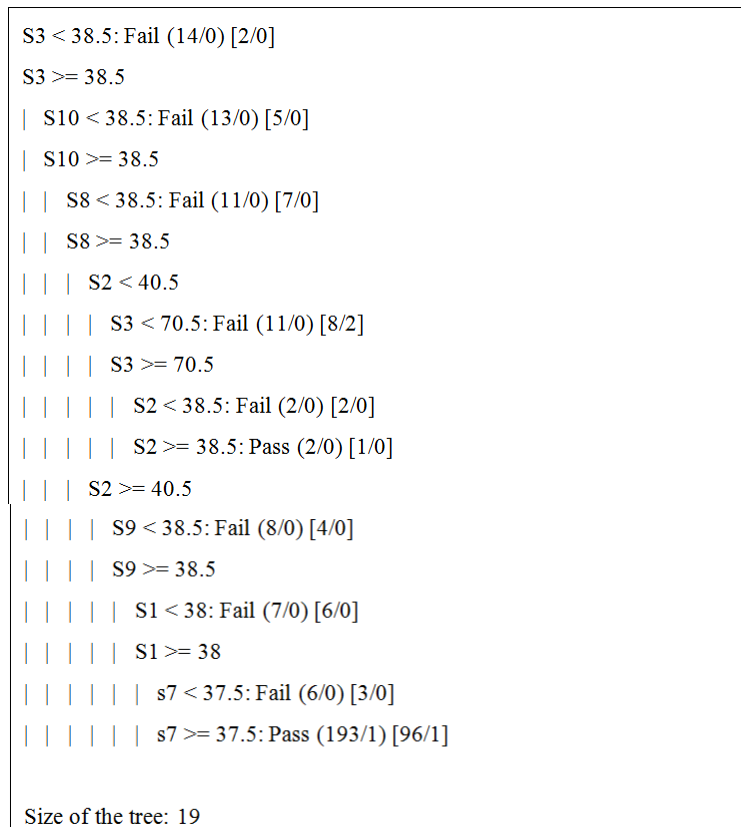 S3 < 38.5: Fail (14/0) [2/0]
S3 >= 38.5
| S10 < 38.5: Fail (13/0) [5/0]
| S10 >= 38.5
| | S8 < 38.5: Fail (11/0) [7/0]
| | S8 >= 38.5
| | | S2 < 40.5
| | | | S3 < 70.5: Fail (11/0) [8/2]
| | | | S3 >= 70.5
| | | | | S2 < 38.5: Fail (2/0) [2/0]
| | | | | S2 >= 38.5: Pass (2/0) [1/0]
| | | S2 >= 40.5
| | | | S9 < 38.5: Fail (8/0) [4/0]
| | | | S9 >= 38.5
| | | | | S1 < 38: Fail (7/0) [6/0]
| | | | | S1 >= 38
| | | | | | s7 < 37.5: Fail (6/0) [3/0]
| | | | | | s7 >= 37.5: Pass (193/1) [96/1]
Size of the tree: 19